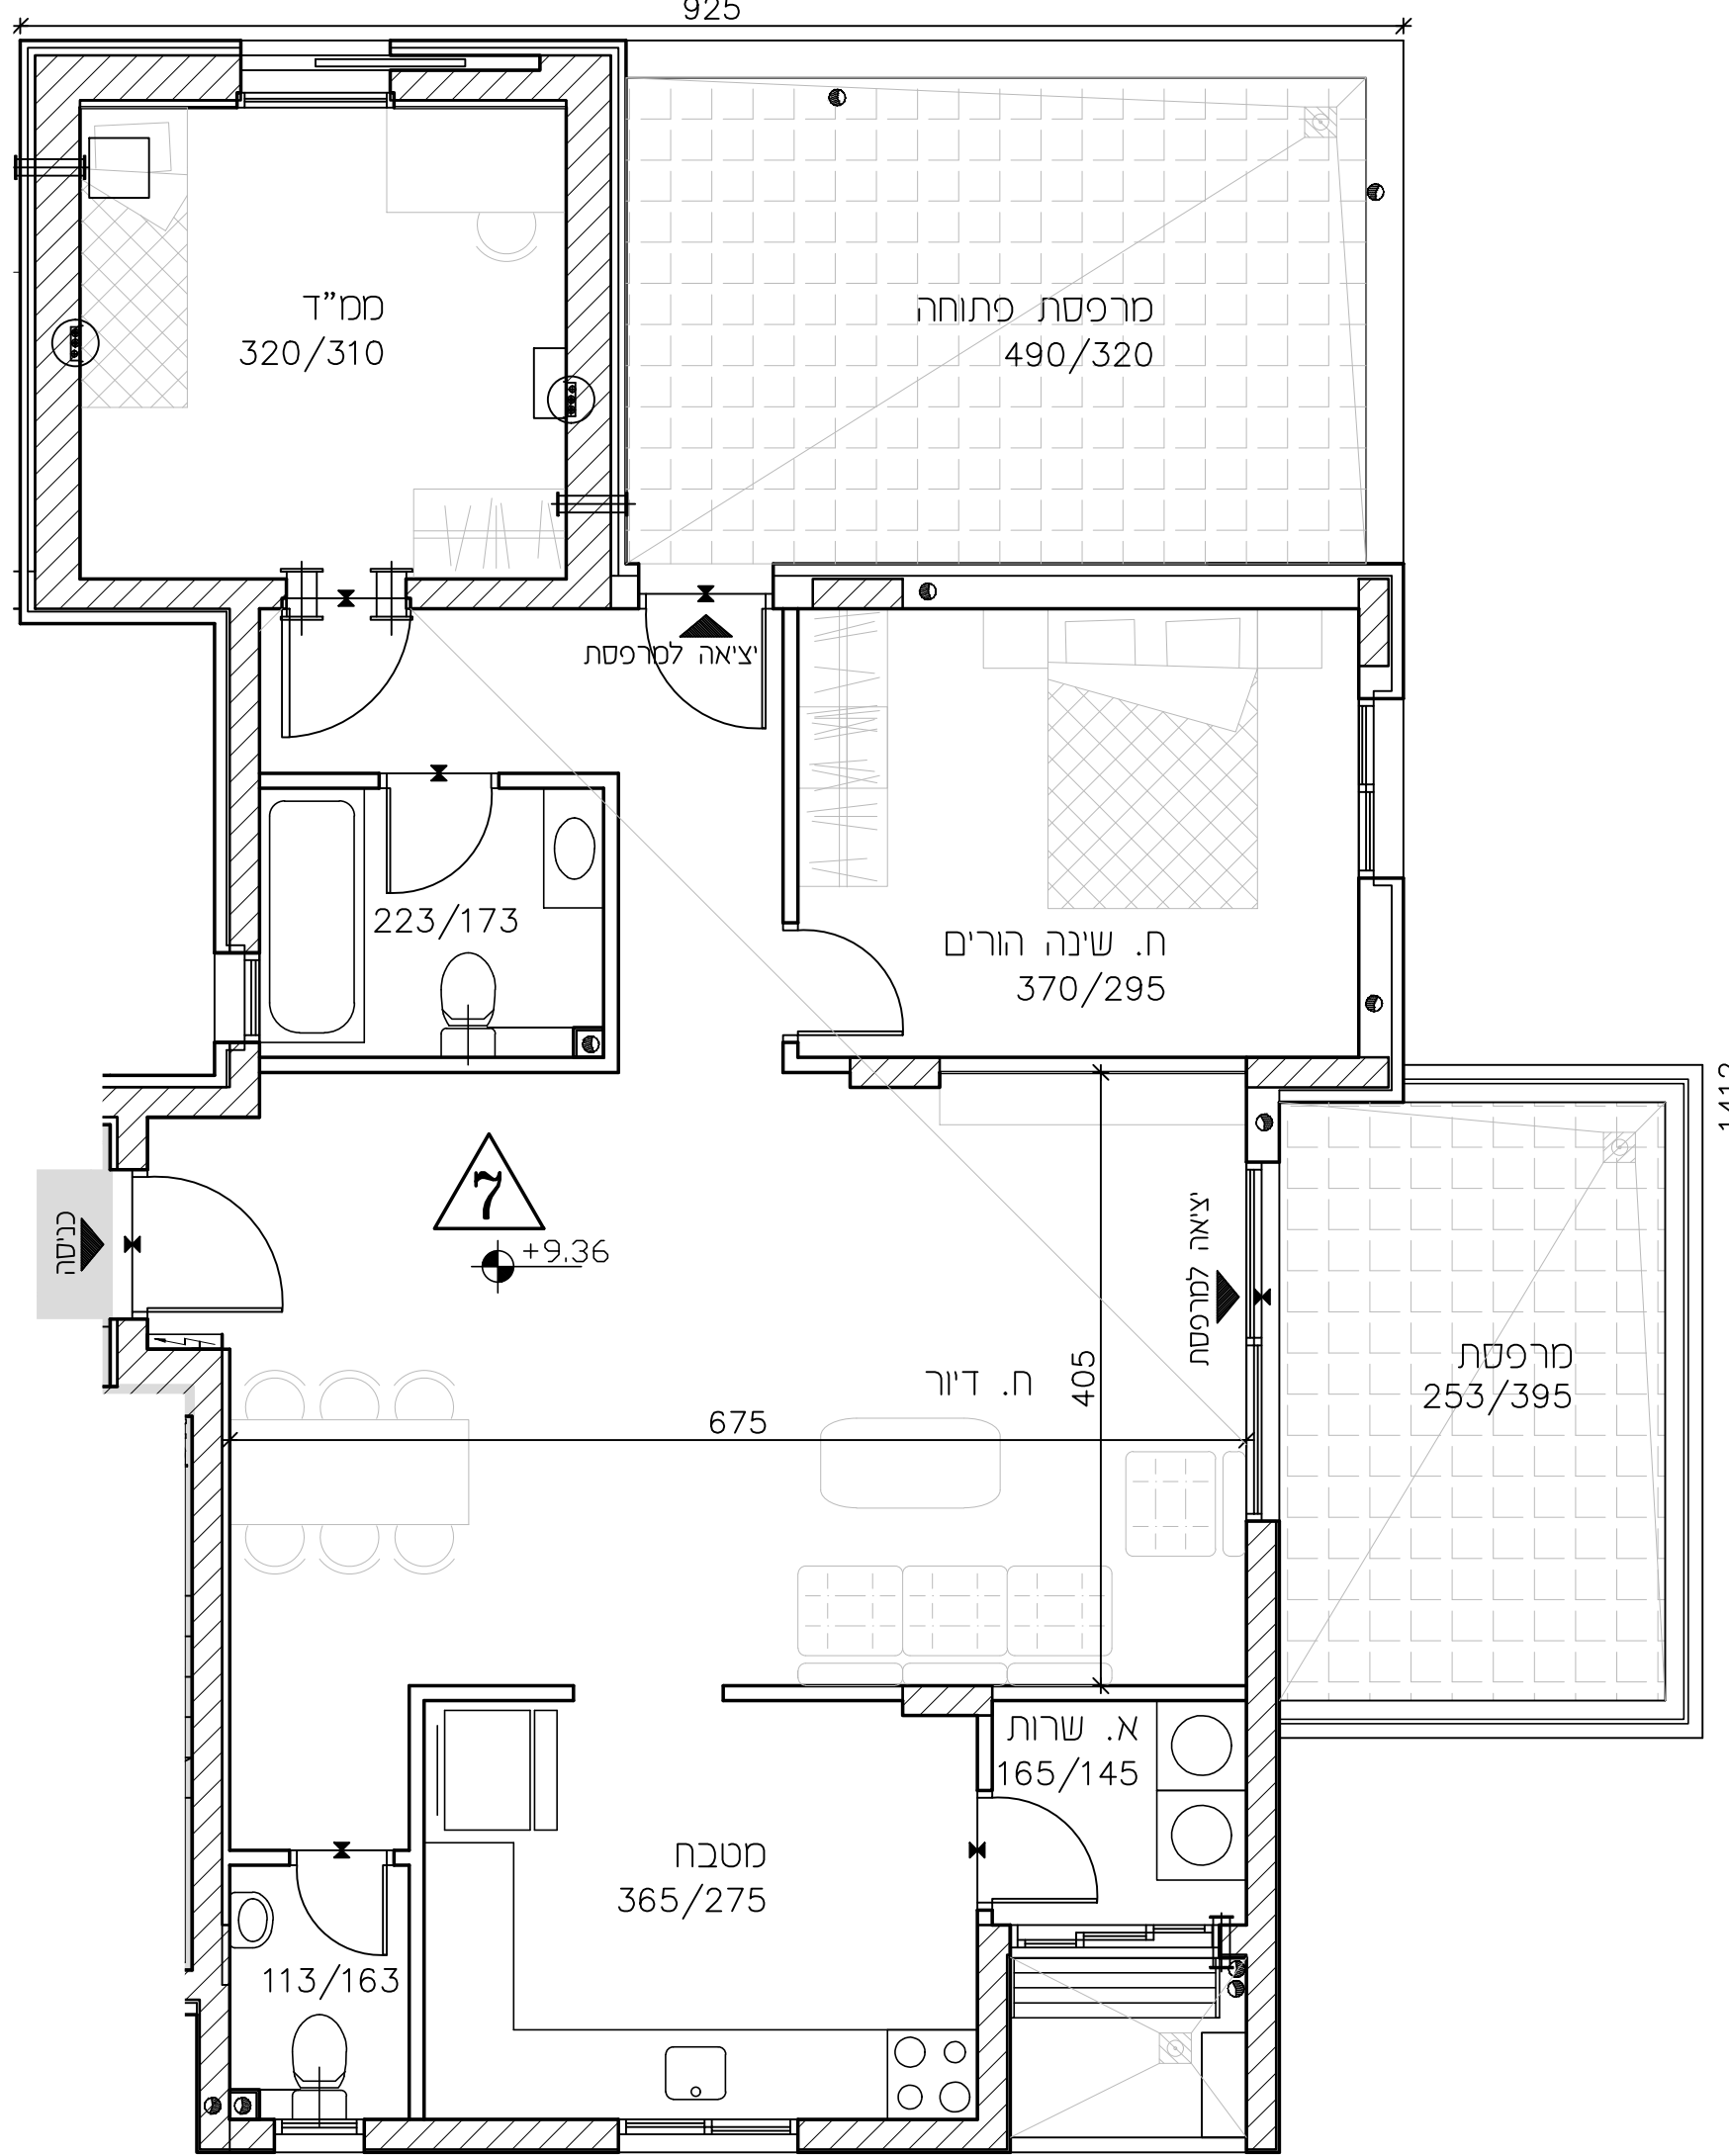 925
ממ"ד
320/310
מרפסת פתוחה
490/320
יציאה למרפסת
223/173
ח. שינה הורים
370/295
1412
7
+9.36
כניסה
יציאה למרפסת
ח. דיור
405
675
מרפסת
253/395
א. שרות
165/145
מטבח
365/275
113/163